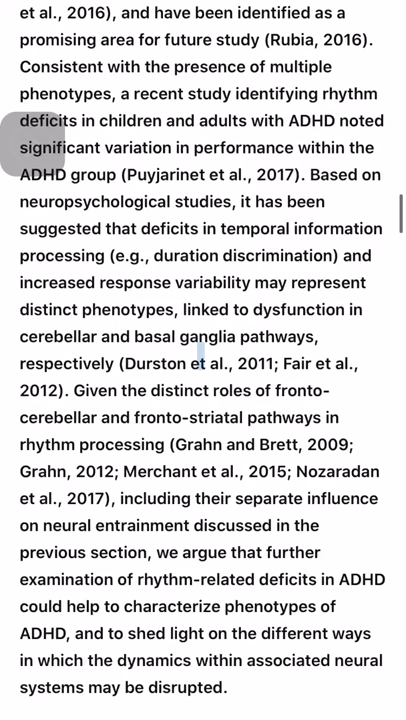 et al., 2016), and have been identified as a
promising area for future study (Rubia, 2016).
Consistent with the presence of multiple
phenotypes, a recent study identifying rhythm
deficits in children and adults with ADHD noted
significant variation in performance within the
ADHD group (Puyjarinet et al., 2017). Based on
neuropsychological studies, it has been
suggested that deficits in temporal information
processing (e.g., duration discrimination) and
increased response variability may represent
distinct phenotypes, linked to dysfunction in
cerebellar and basal ganglia pathways,
respectively (Durston et al., 2011; Fair et al.,
2012). Given the distinct roles of fronto-
cerebellar and fronto-striatal pathways in
rhythm processing (Grahn and Brett, 2009;
Grahn, 2012; Merchant et al., 2015; Nozaradan
et al., 2017), including their separate influence
on neural entrainment discussed in the
previous section, we argue that further
examination of rhythm-related deficits in ADHD
could help to characterize phenotypes of
ADHD, and to shed light on the different ways
in which the dynamics within associated neural
systems may be disrupted.